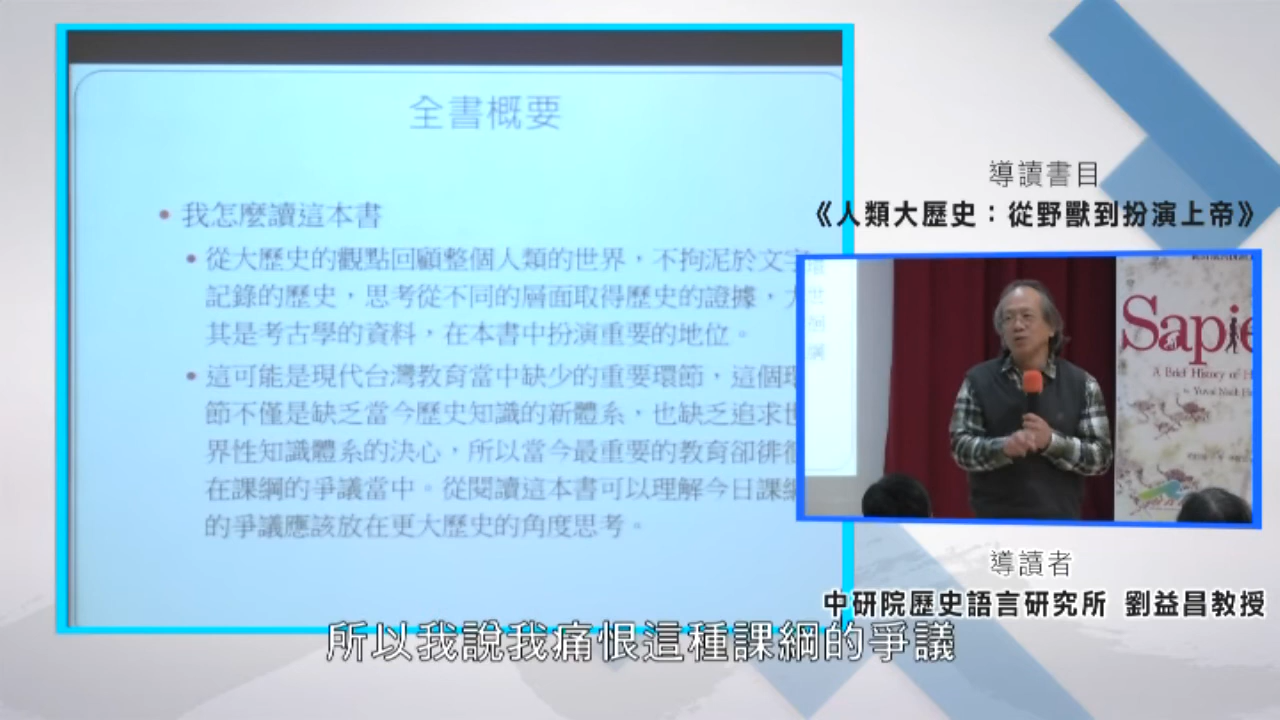 全書概要
我怎麼讀這本書
從大歷史的觀點回顧整個人類的世界，不拘泥於文字
記錄的歷史，思考從不同的層面取得歷史的證據，尤
其是考古學的資料，在本書中扮演重要的地位。
這可能是現代台灣教育當中缺少的重要環節，這個環
節不僅是缺乏當今歷史知識的新體系，也缺乏追求世
界性知識體系的決心，所以當今最重要的教育卻徘徊
在課綱的爭議當中。從閱讀這本書可以理解今日課綱
的爭議應該放在更大歷史的角度思考。
導讀書目
《人類大歷史：從野獸到扮演上帝》
Sapie
A Brief History of H
by Yuval Noah H
導讀者
中研院歷史語言研究所 劉益昌教授
所以我說我痛恨這種課綱的爭議